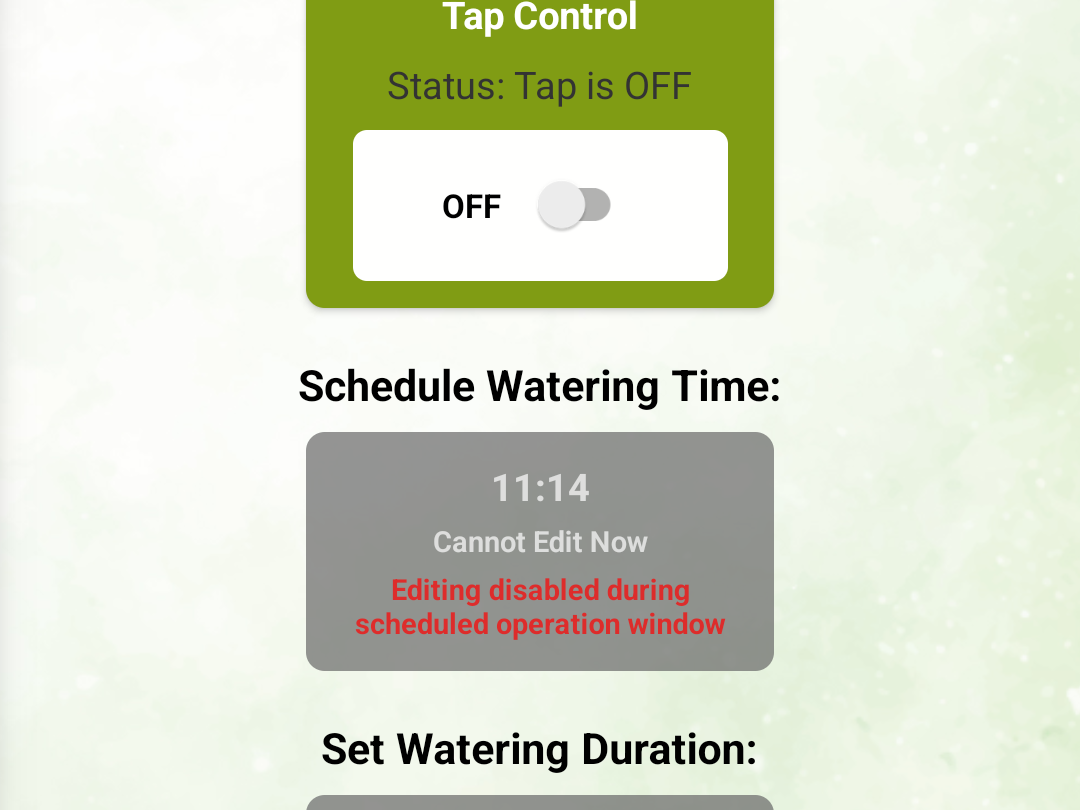 Tap Control
Status: Tap is OFF
OFF
Schedule Watering Time:
11:14
Cannot Edit Now
Editing disabled during
scheduled operation window
Set Watering Duration: